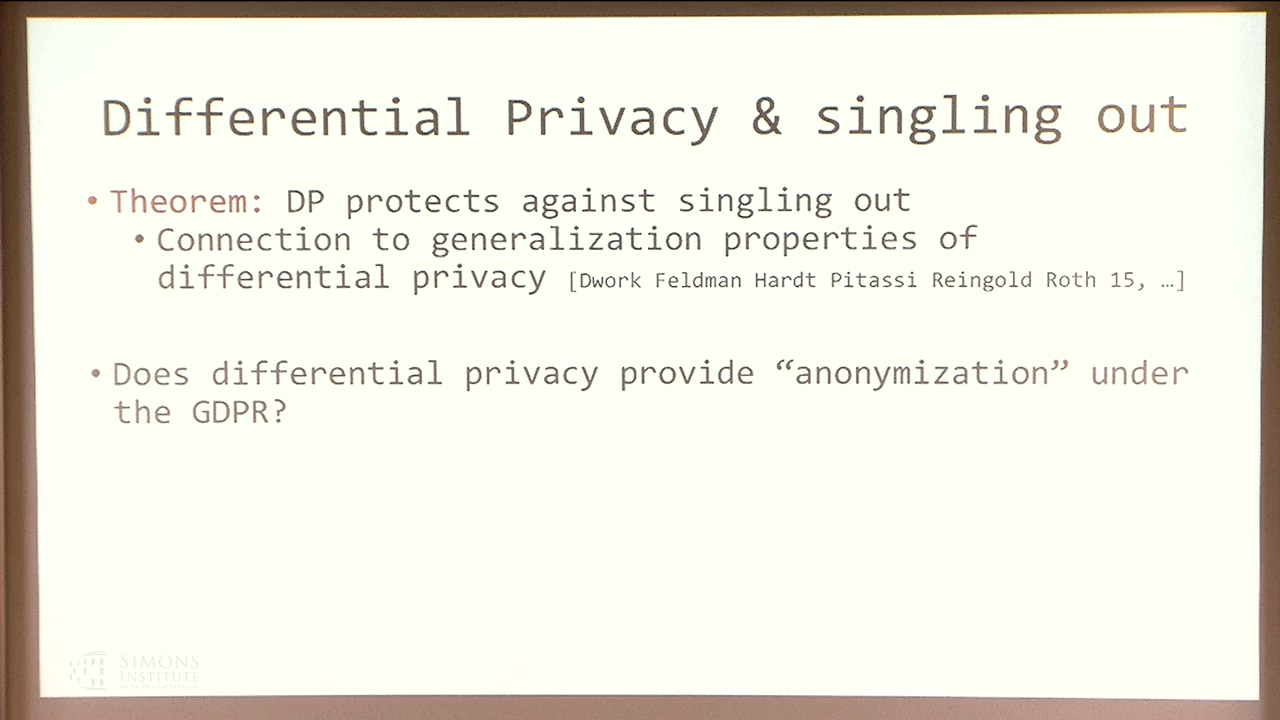 Differential Privacy & singling out
• Theorem: DP protects against singling out
• Connection to generalization properties of
differential privacy [Dwork Feldman Hardt Pitassi Reingold Roth 15, …]
• Does differential privacy provide “anonymization” under
the GDPR?
SIMONS
INSTITUTE